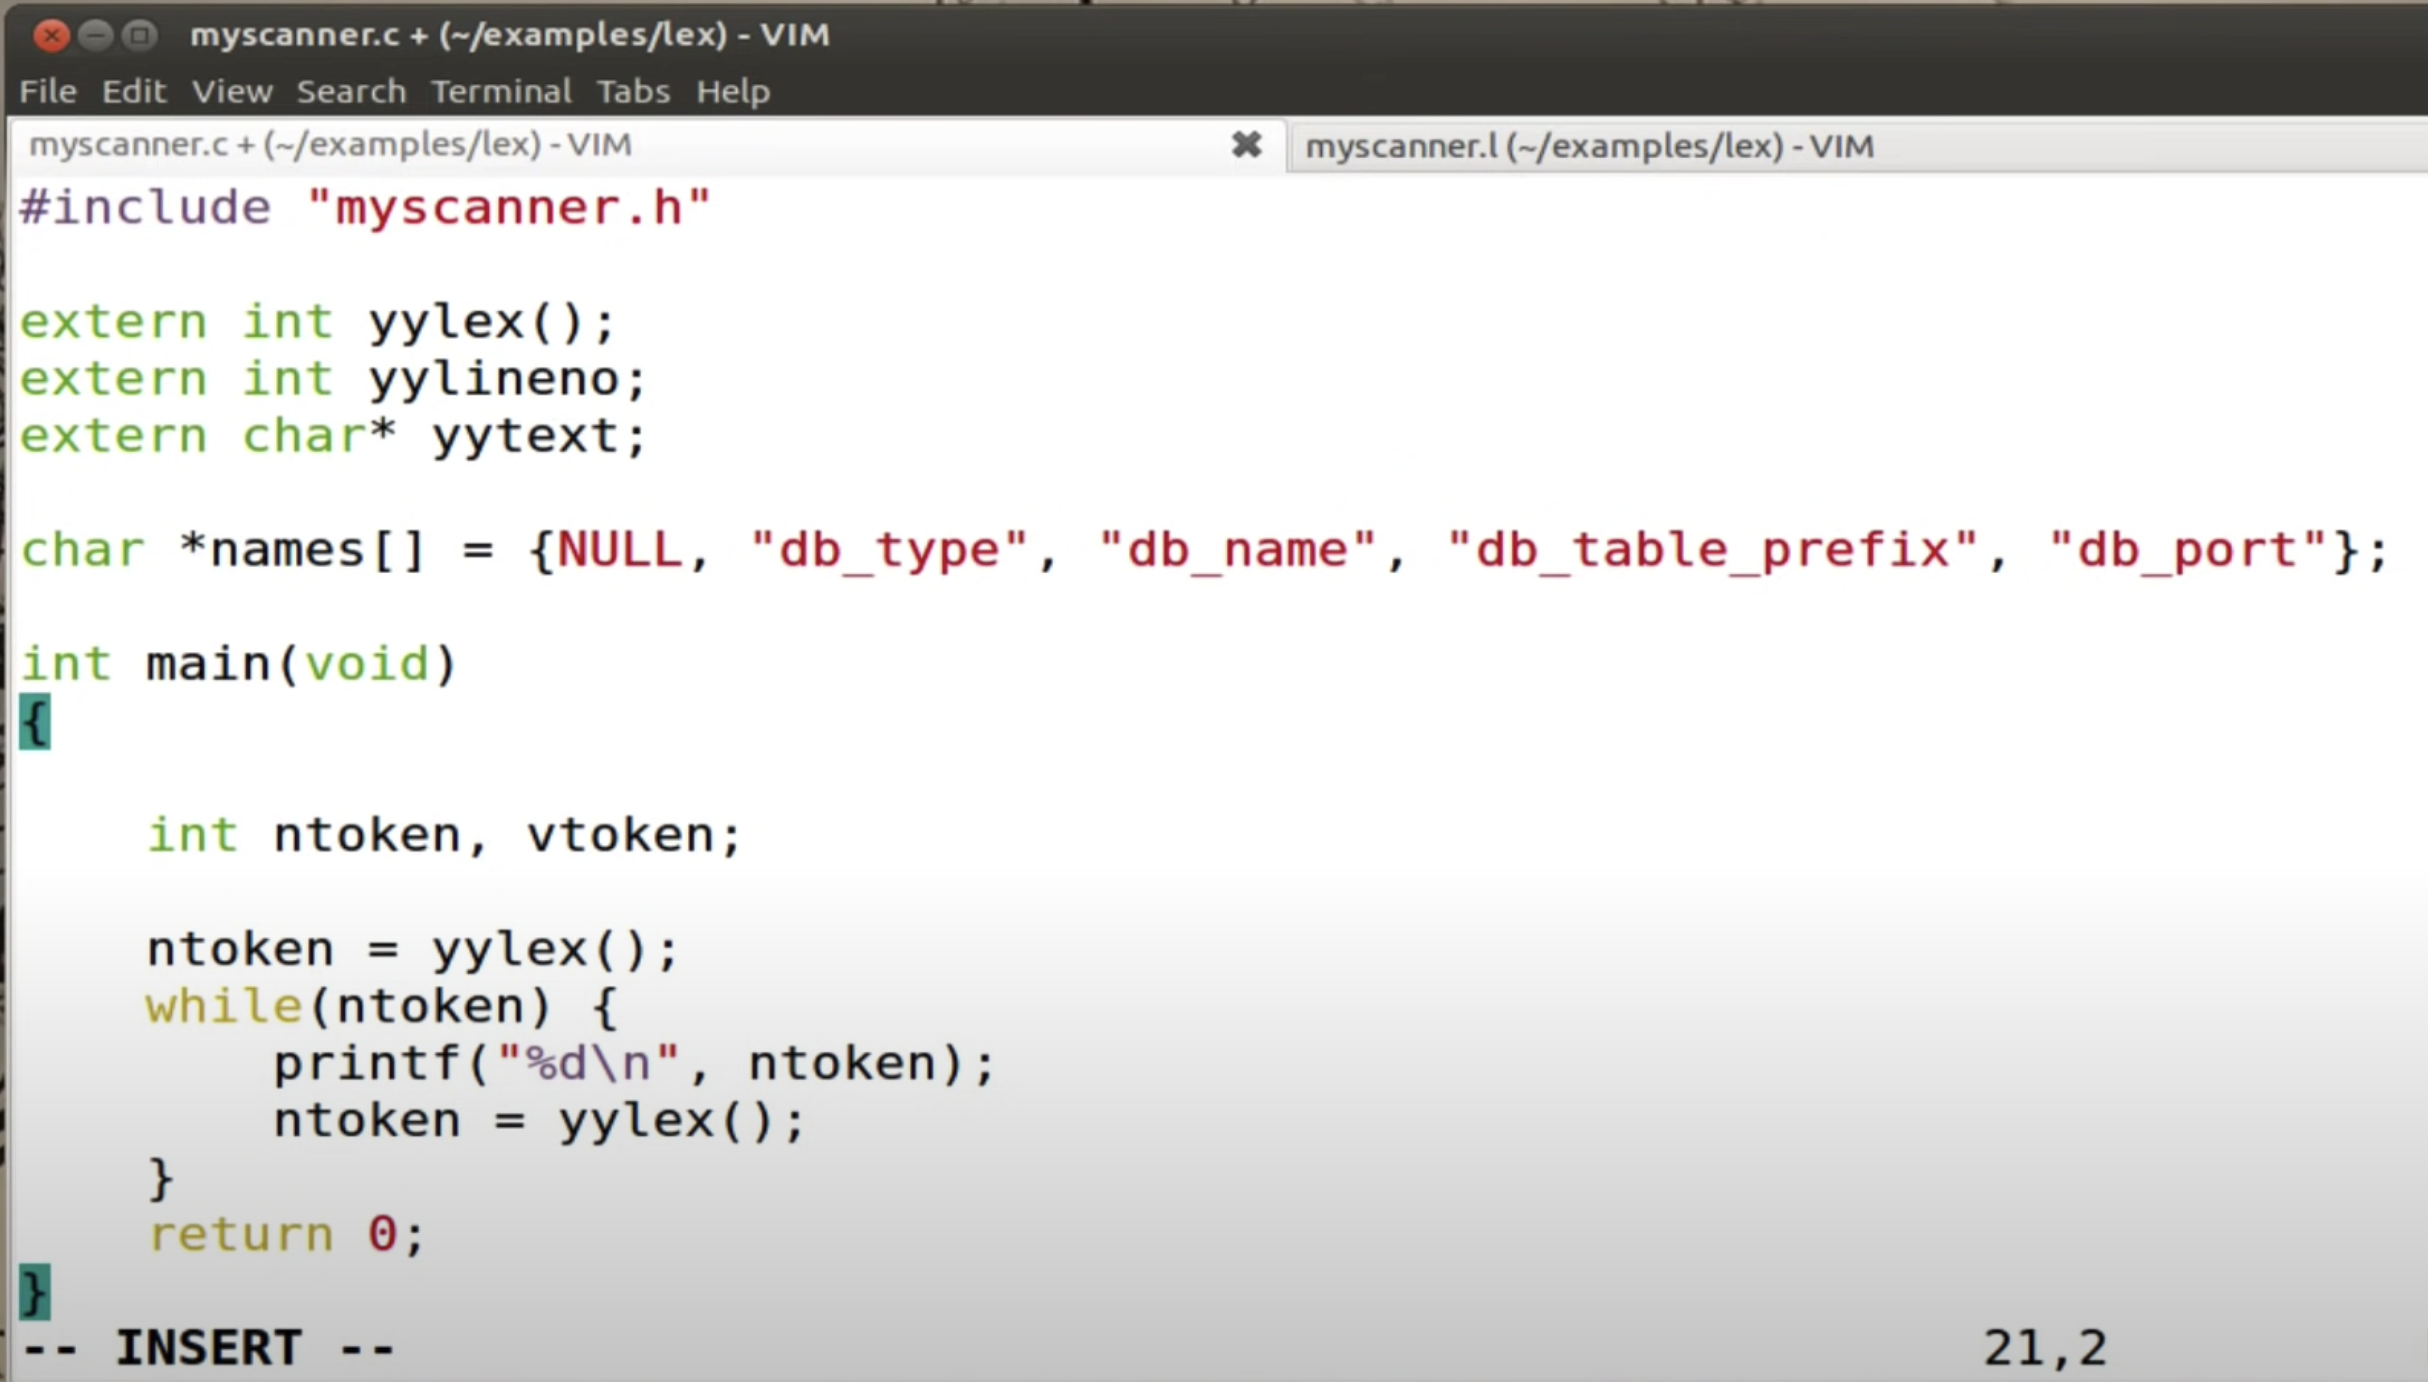 myscanner.c + (~/examples/lex) - VIM
File Edit View Search Terminal Tabs Help
myscanner.c + (~/examples/lex) - VIM
myscanner.l (~/examples/lex) - VIM
#include "myscanner.h"
extern int yylex();
extern int yylineno;
extern char* yytext;
char *names[] = {NULL, "db_type", "db_name", "db_table_prefix", "db_port"};
int main(void)
{
    int ntoken, vtoken;
    ntoken = yylex();
    while(ntoken) {
        printf("%d\n", ntoken);
        ntoken = yylex();
    }
    return 0;
}
-- INSERT --
21,2